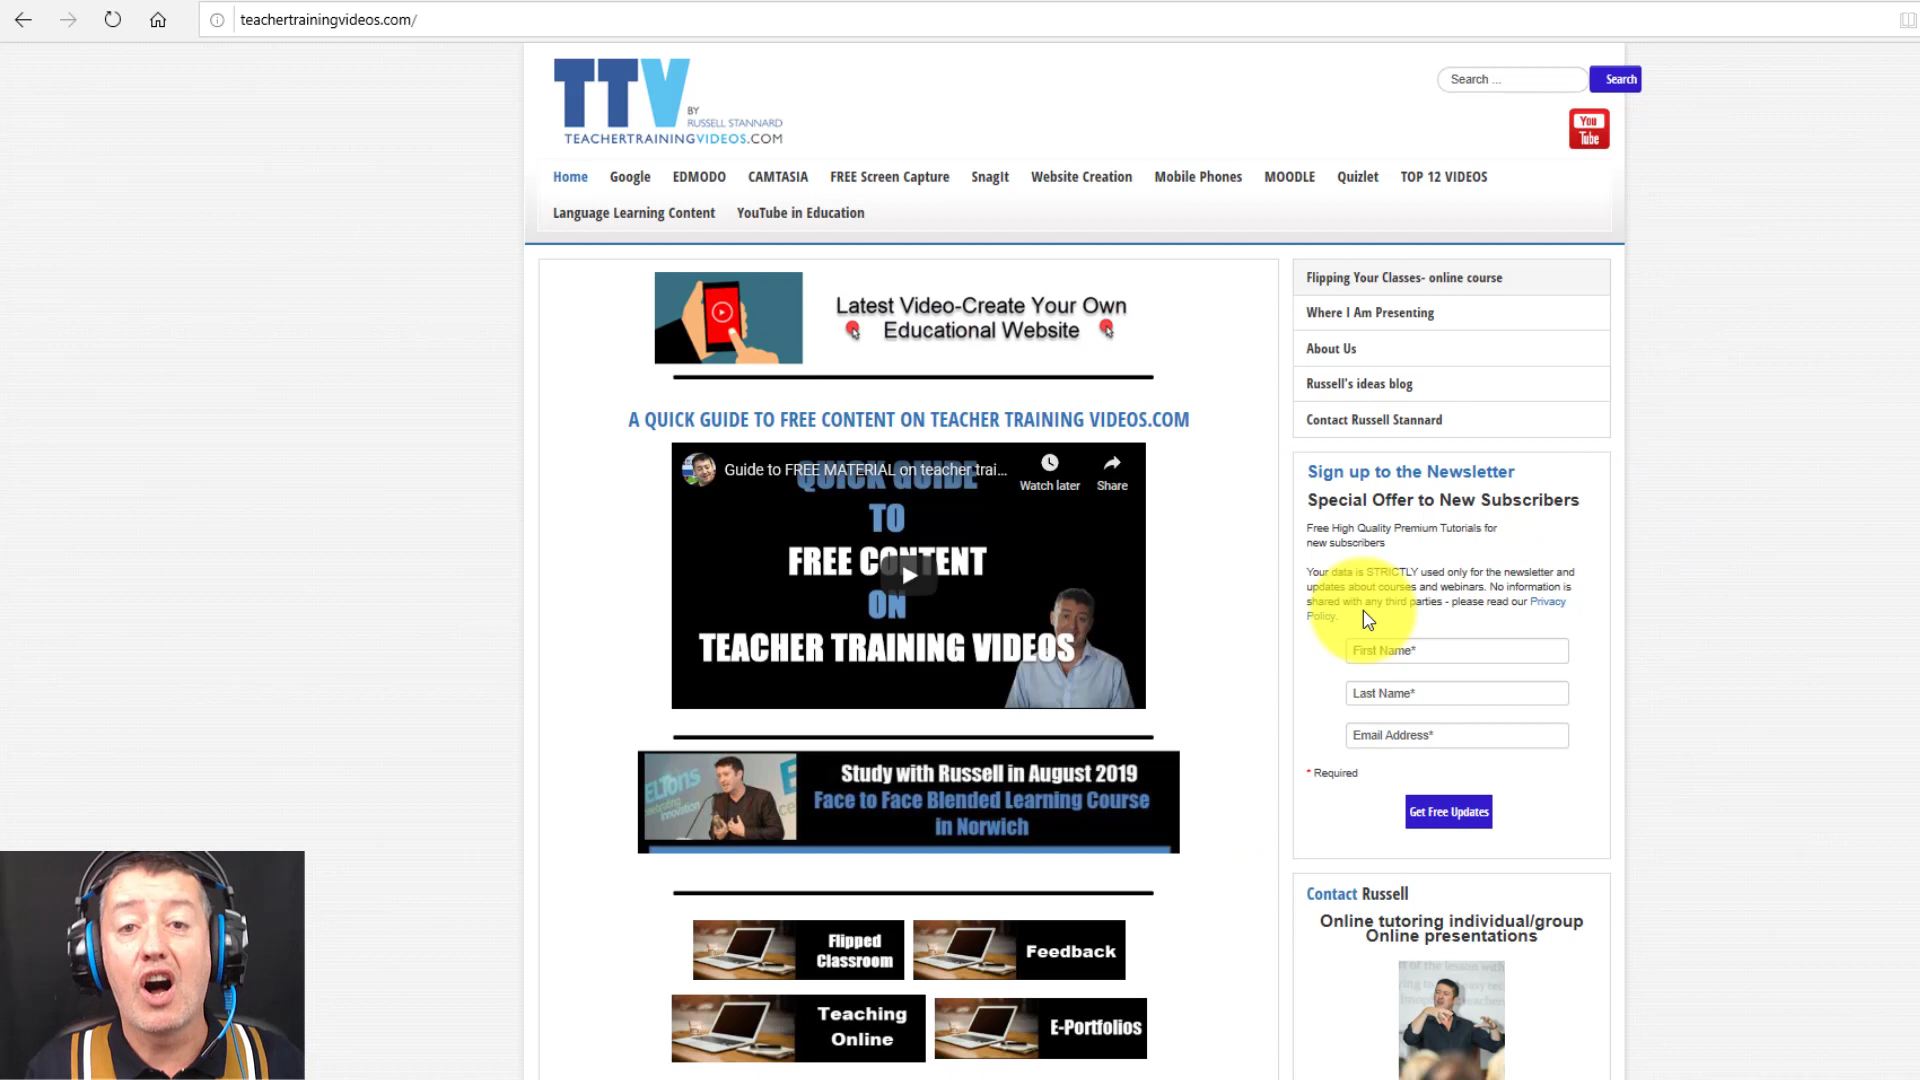 teachertrainingvideos.com/
TTV
BY
RUSSELL STANNARD
TEACHERTRAININGVIDEOS.COM
Search ...
Search
You
Tube
Home Google EDMODO CAMTASIA FREE Screen Capture SnagIt Website Creation Mobile Phones MOODLE Quizlet TOP 12 VIDEOS
Language Learning Content YouTube in Education
Latest Video-Create Your Own
Educational Website
A QUICK GUIDE TO FREE CONTENT ON TEACHER TRAINING VIDEOS.COM
Guide to FREE MATERIAL on teacher trai...
Watch later
Share
QUICK GUIDE
TO
FREE CONTENT
ON
TEACHER TRAINING VIDEOS
ELTons
celebrating
innovation
Study with Russell in August 2019
Face to Face Blended Learning Course
in Norwich
Flipped
Classroom
Feedback
Teaching
Online
E-Portfolios
Flipping Your Classes- online course
Where I Am Presenting
About Us
Russell's ideas blog
Contact Russell Stannard
Sign up to the Newsletter
Special Offer to New Subscribers
Free High Quality Premium Tutorials for
new subscribers
Your data is STRICTLY used only for the newsletter and
updates about courses and webinars. No information is
shared with any third parties - please read our Privacy
Policy.
First Name*
Last Name*
Email Address*
* Required
Get Free Updates
Contact Russell
Online tutoring individual/group
Online presentations